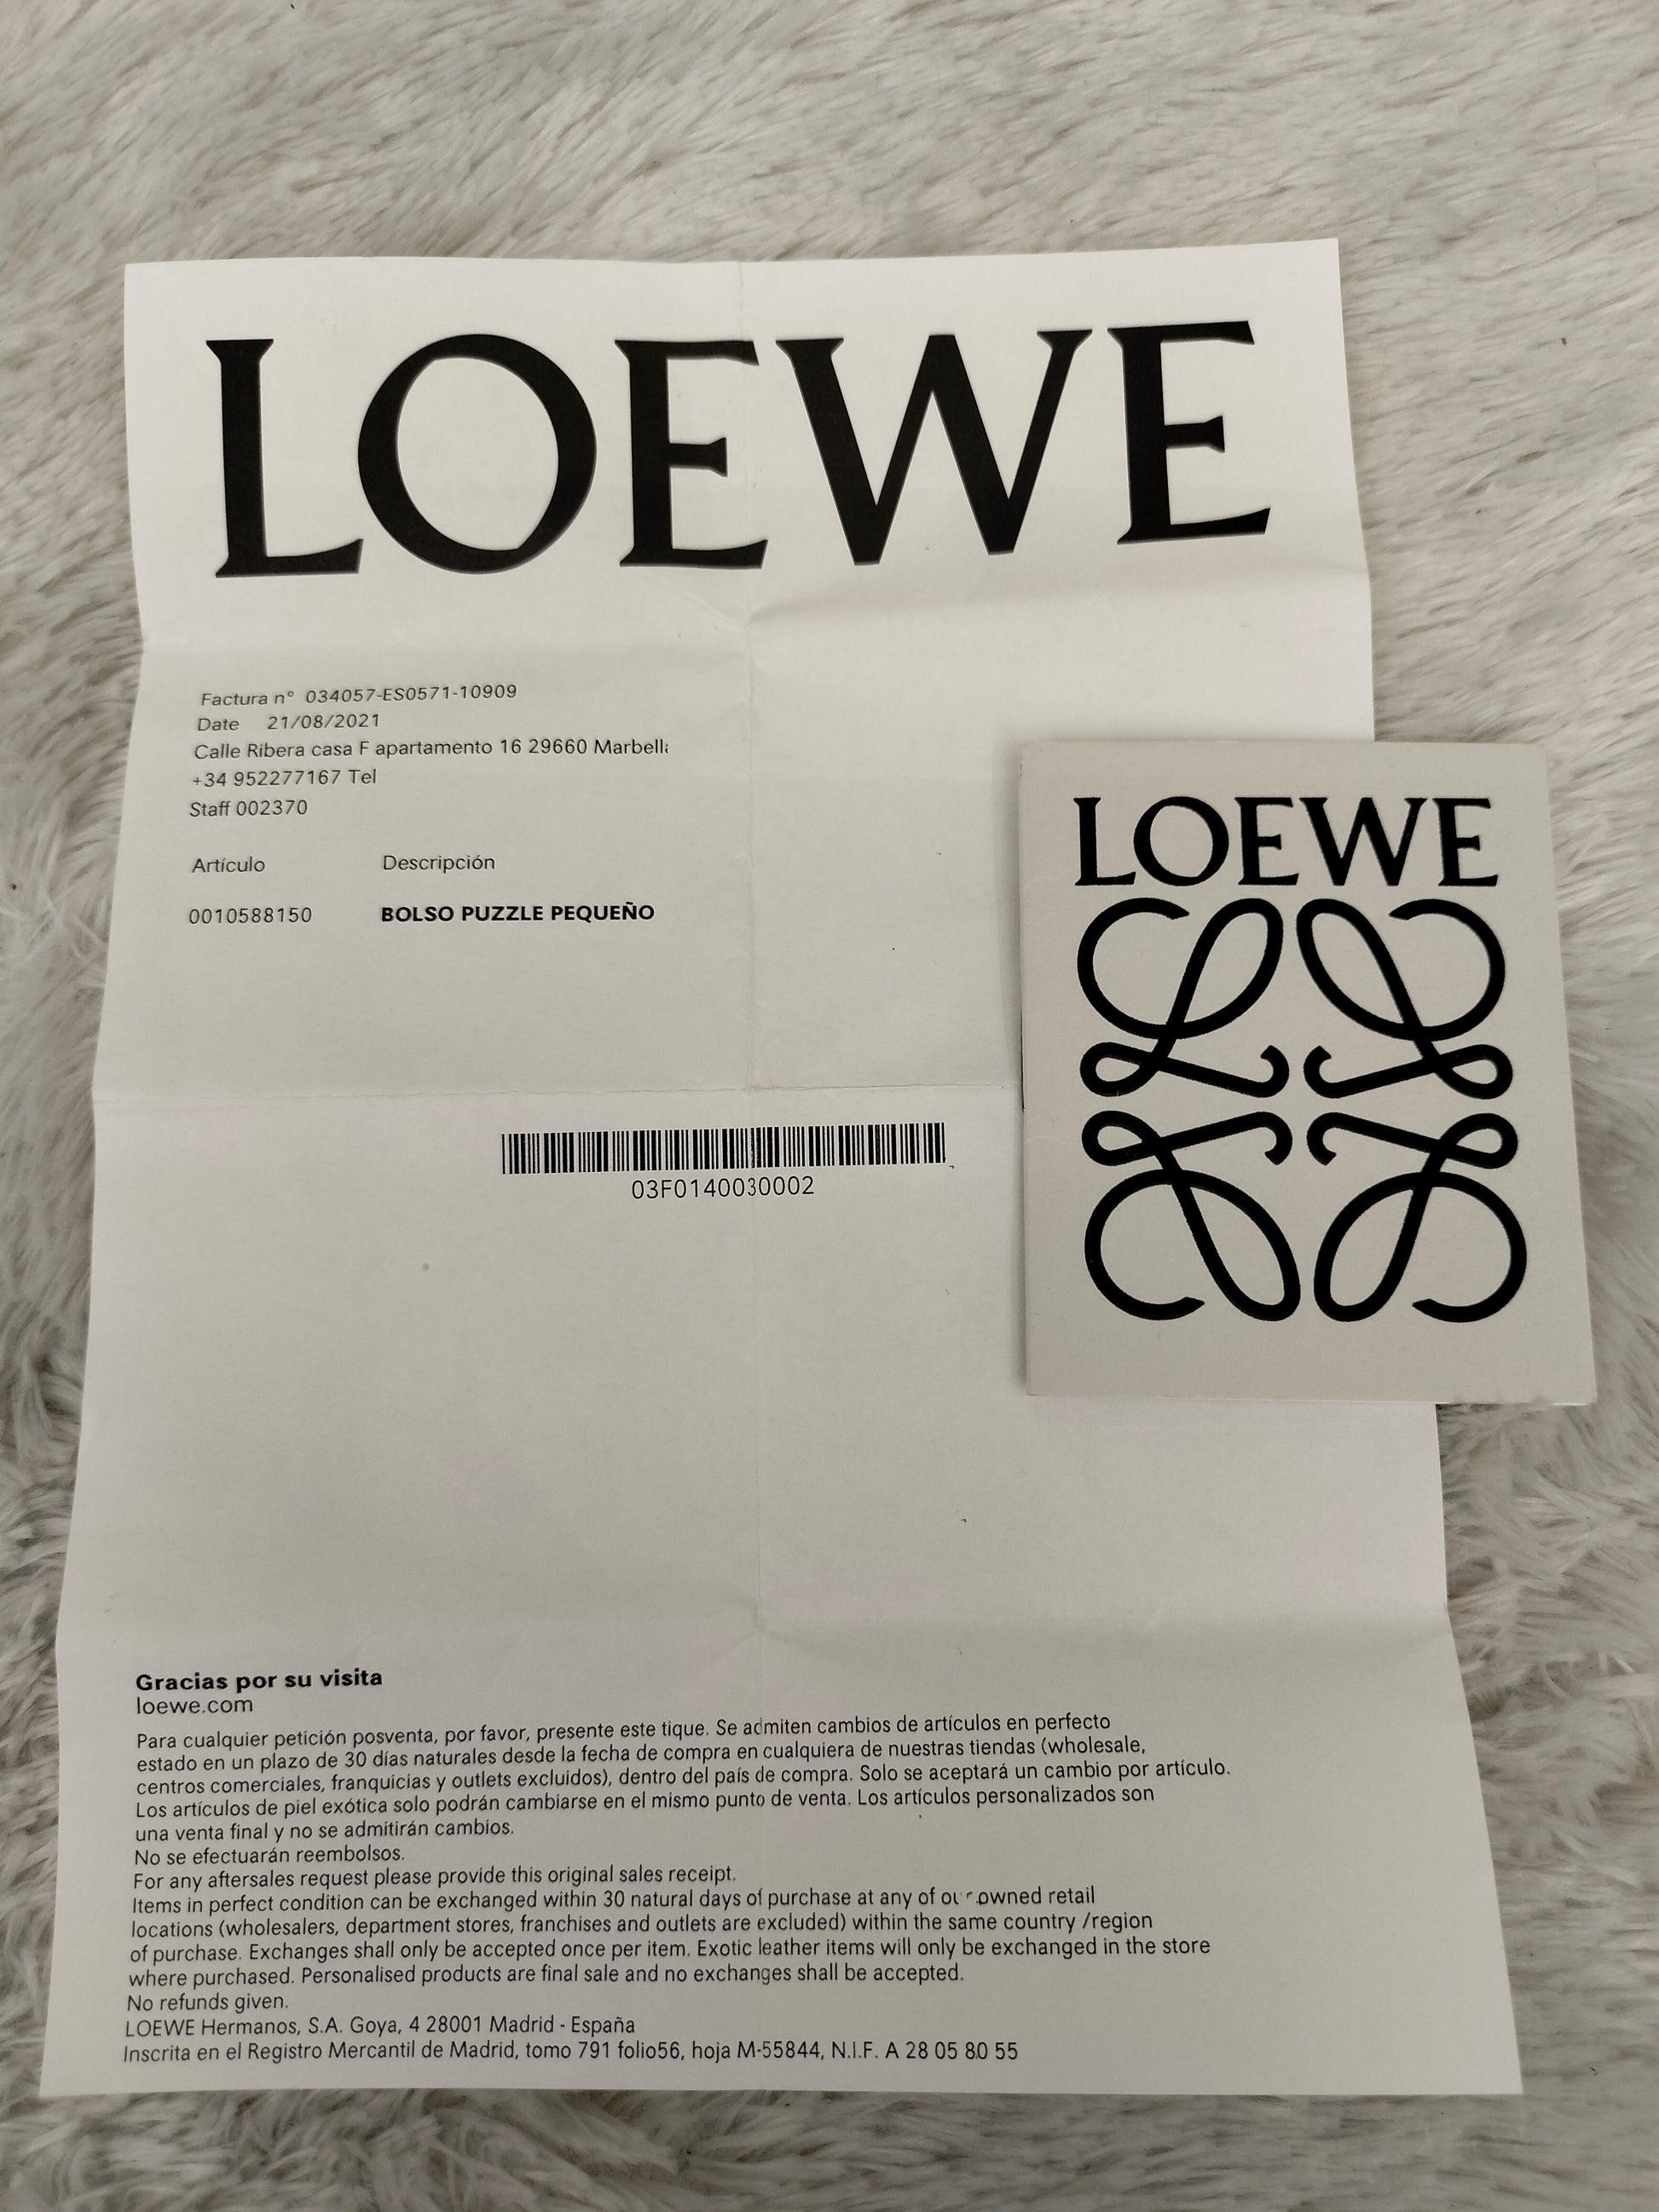 LOEWE
Factura n° 034057-ES0571-10909
Date 21/08/2021
Calle Ribera casa F apartamento 16 29660 Marbella
+34 952277167 Tel
Staff 002370
Artículo Descripción
0010588150 BOLSO PUZZLE PEQUEÑO
03F0140030002
LOEWE
Gracias por su visita
loewe.com
Para cualquier petición posventa, por favor, presente este tique. Se admiten cambios de artículos en perfecto
estado en un plazo de 30 días naturales desde la fecha de compra en cualquiera de nuestras tiendas (wholesale,
centros comerciales, franquicias y outlets excluidos), dentro del país de compra. Solo se aceptará un cambio por artículo.
Los artículos de piel exótica solo podrán cambiarse en el mismo punto de venta. Los artículos personalizados son
una venta final y no se admitirán cambios.
No se efectuarán reembolsos.
For any aftersales request please provide this original sales receipt.
Items in perfect condition can be exchanged within 30 natural days of purchase at any of our owned retail
locations (wholesalers, department stores, franchises and outlets are excluded) within the same country /region
of purchase. Exchanges shall only be accepted once per item. Exotic leather items will only be exchanged in the store
where purchased. Personalised products are final sale and no exchanges shall be accepted.
No refunds given.
LOEWE Hermanos, S.A. Goya, 4 28001 Madrid - España
Inscrita en el Registro Mercantil de Madrid, tomo 791 folio56, hoja M-55844, N.I.F. A 28 05 80 55